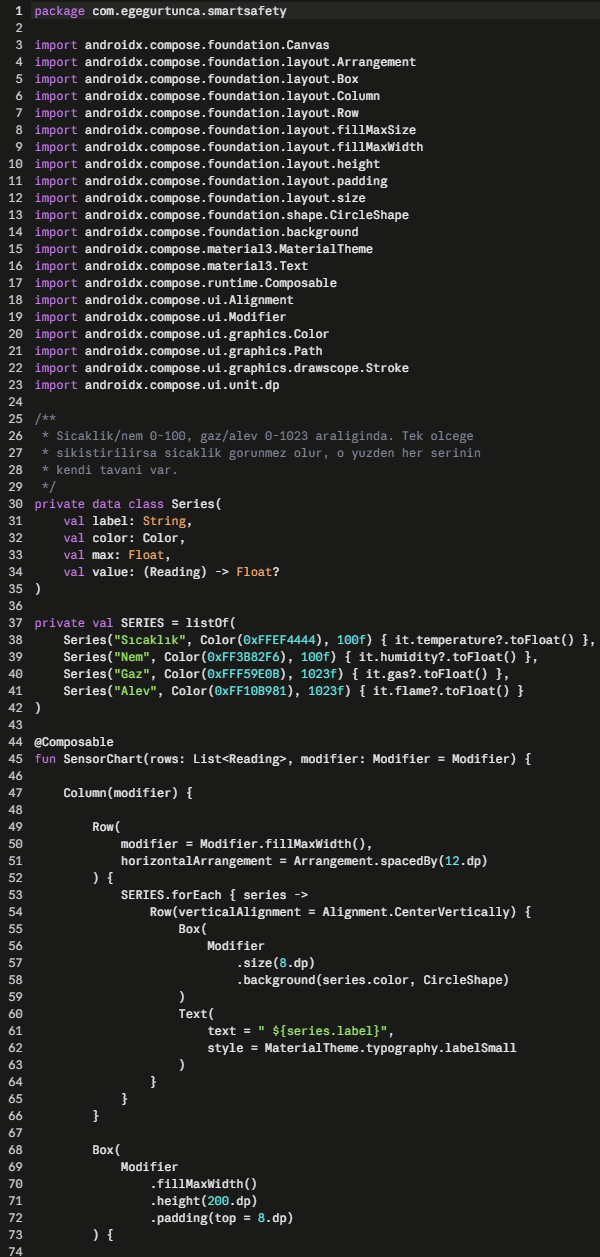 1 package com.egegurtunca.smartsafety
2
3 import androidx.compose.foundation.Canvas
4 import androidx.compose.foundation.layout.Arrangement
5 import androidx.compose.foundation.layout.Box
6 import androidx.compose.foundation.layout.Column
7 import androidx.compose.foundation.layout.Row
8 import androidx.compose.foundation.layout.fillMaxSize
9 import androidx.compose.foundation.layout.fillMaxWidth
10 import androidx.compose.foundation.layout.height
11 import androidx.compose.foundation.layout.padding
12 import androidx.compose.foundation.layout.size
13 import androidx.compose.foundation.shape.CircleShape
14 import androidx.compose.foundation.background
15 import androidx.compose.material3.MaterialTheme
16 import androidx.compose.material3.Text
17 import androidx.compose.runtime.Composable
18 import androidx.compose.ui.Alignment
19 import androidx.compose.ui.Modifier
20 import androidx.compose.ui.graphics.Color
21 import androidx.compose.ui.graphics.Path
22 import androidx.compose.ui.graphics.drawscope.Stroke
23 import androidx.compose.ui.unit.dp
24
25 /**
26  * Sicaklik/nem 0-100, gaz/alev 0-1023 araliginda. Tek olcege
27  * sikistirilirsa sicaklik gorunmez olur, o yuzden her serinin
28  * kendi tavani var.
29  */
30 private data class Series(
31     val label: String,
32     val color: Color,
33     val max: Float,
34     val value: (Reading) -> Float?
35 )
36
37 private val SERIES = listOf(
38     Series("Sıcaklık", Color(0xFFEF4444), 100f) { it.temperature?.toFloat() },
39     Series("Nem", Color(0xFF3B82F6), 100f) { it.humidity?.toFloat() },
40     Series("Gaz", Color(0xFFF59E0B), 1023f) { it.gas?.toFloat() },
41     Series("Alev", Color(0xFF10B981), 1023f) { it.flame?.toFloat() }
42 )
43
44 @Composable
45 fun SensorChart(rows: List<Reading>, modifier: Modifier = Modifier) {
46
47     Column(modifier) {
48
49         Row(
50             modifier = Modifier.fillMaxWidth(),
51             horizontalArrangement = Arrangement.spacedBy(12.dp)
52         ) {
53             SERIES.forEach { series ->
54                 Row(verticalAlignment = Alignment.CenterVertically) {
55                     Box(
56                         Modifier
57                             .size(8.dp)
58                             .background(series.color, CircleShape)
59                     )
60                     Text(
61                         text = " ${series.label}",
62                         style = MaterialTheme.typography.labelSmall
63                     )
64                 }
65             }
66         }
67
68         Box(
69             Modifier
70                 .fillMaxWidth()
71                 .height(200.dp)
72                 .padding(top = 8.dp)
73         ) {
74